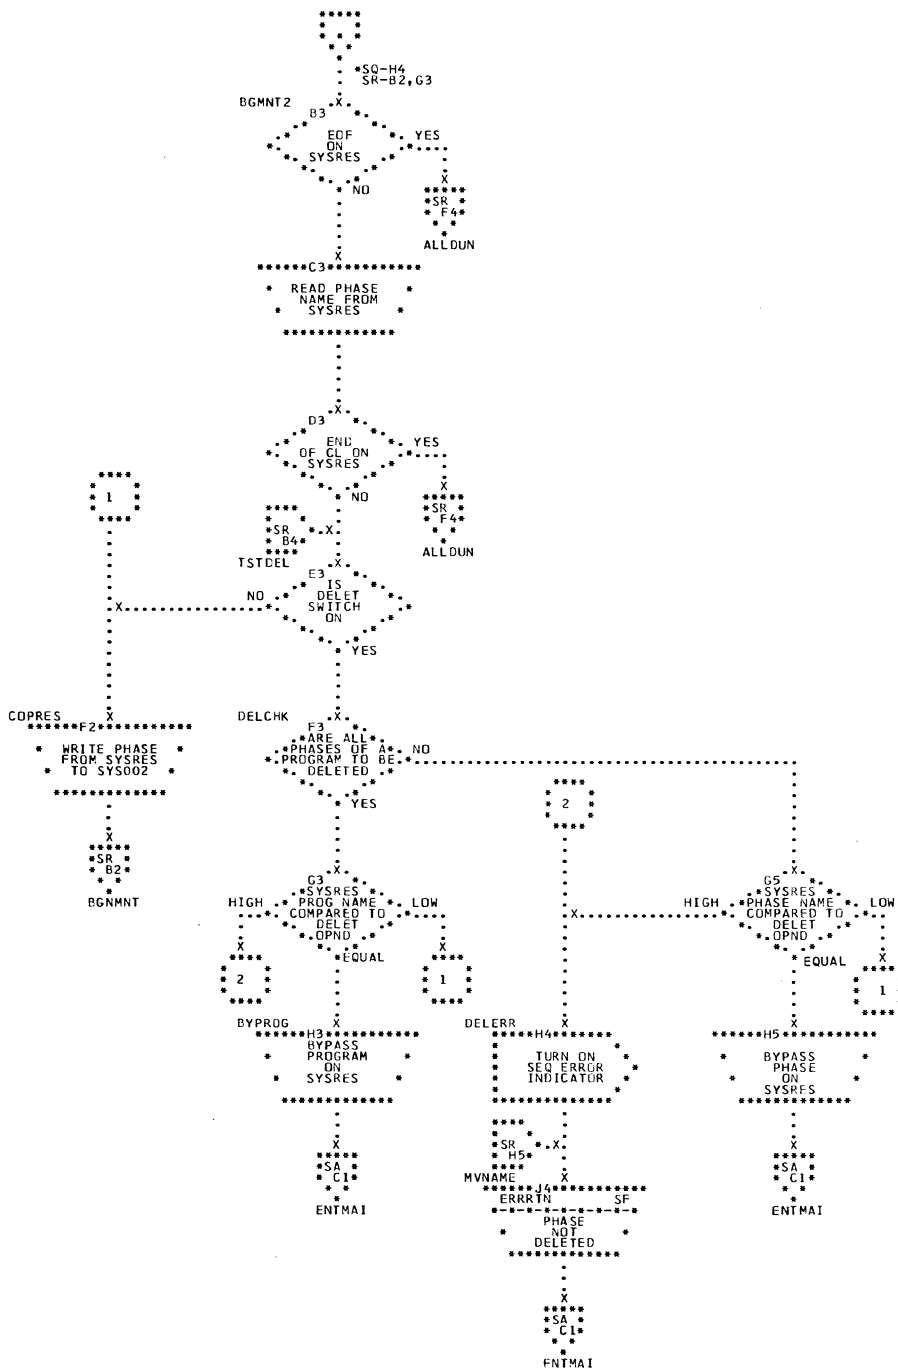 *SQ-H4
SR-B2,G3
BGMNT2
B3
EOF
ON
SYSRES
YES
NO
SR
F4
ALLDUN
C3
READ PHASE
NAME FROM
SYSRES
D3
END
OF CL ON
SYSRES
YES
NO
SR
F4
ALLDUN
1
SR
B4
TSTDEL
E3
IS
DELET
SWITCH
ON
NO
YES
COPRES
F2
WRITE PHASE
FROM SYSRES
TO SYS002
SR
B2
BGNMNT
DELCHK
F3
ARE ALL
PHASES OF A
PROGRAM TO BE
DELETED
NO
YES
2
G3
SYSRES
PROG NAME
COMPARED TO
DELET
OPND
HIGH
LOW
EQUAL
2
1
G5
SYSRES
PHASE NAME
COMPARED TO
DELET
OPND
HIGH
LOW
EQUAL
1
BYPROG
H3
BYPASS
PROGRAM
ON
SYSRES
SA
C1
ENTMAI
DELERR
H4
TURN ON
SEQ ERROR
INDICATOR
SR
H5
MVNAME
J4
ERRRTN SF
PHASE
NOT
DELETED
SA
C1
ENTMAI
H5
BYPASS
PHASE
ON
SYSRES
SA
C1
ENTMAI